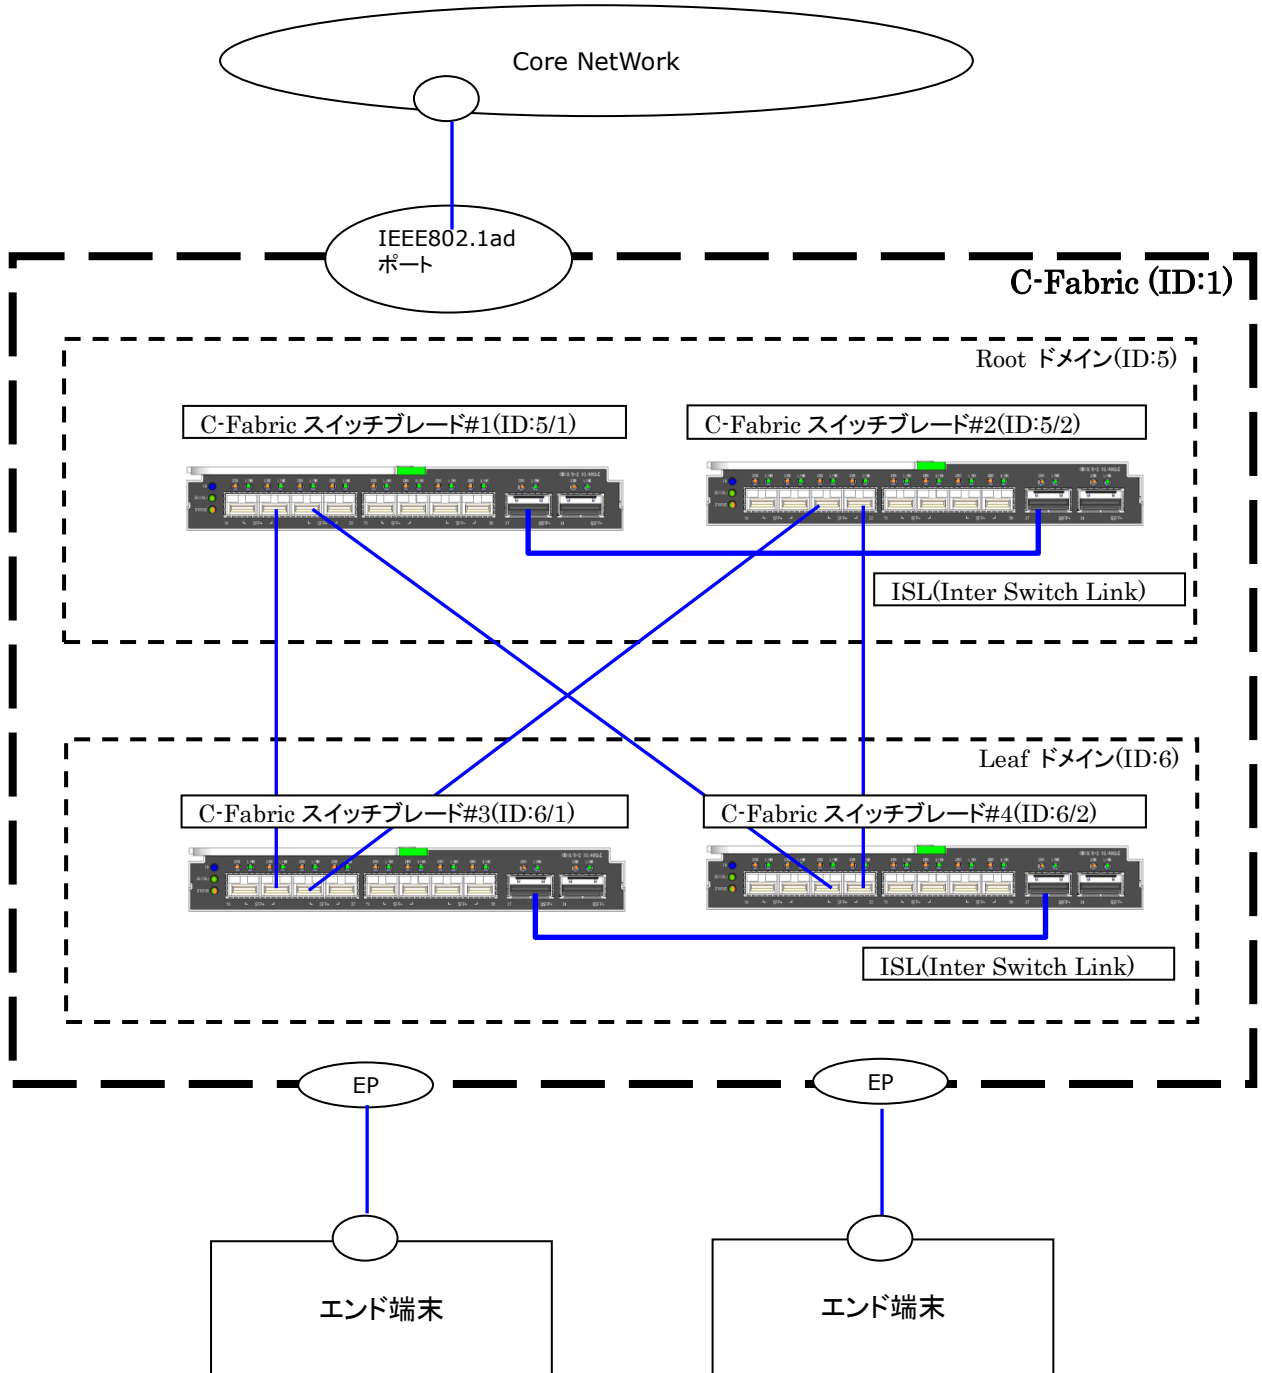 Core NetWork
IEEE802.1ad
ポート
C-Fabric (ID:1)
Root ドメイン(ID:5)
C-Fabric スイッチブレード#1(ID:5/1)
C-Fabric スイッチブレード#2(ID:5/2)
ISL(Inter Switch Link)
Leaf ドメイン(ID:6)
C-Fabric スイッチブレード#3(ID:6/1)
C-Fabric スイッチブレード#4(ID:6/2)
ISL(Inter Switch Link)
EP
EP
エンド端末
エンド端末